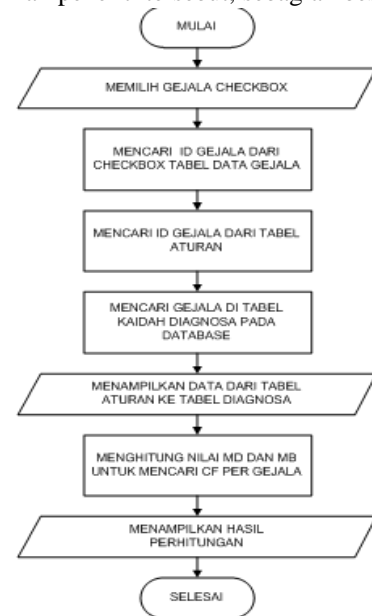 MULAI
MEMILIH GEJALA CHECKBOX
MENCARI ID GEJALA DARI
CHECKBOX TABEL DATA GEJALA
MENCARI ID GEJALA DARI TABEL
ATURAN
MENCARI GEJALA DI TABEL
KAIDAH DIAGNOSA PADA
DATABASE
MENAMPILKAN DATA DARI TABEL
ATURAN KE TABEL DIAGNOSA
MENGHITUNG NILAI MD DAN MB
UNTUK MENCARI CF PER GEJALA
MENAMPILKAN HASIL
PERHITUNGAN
SELESAI